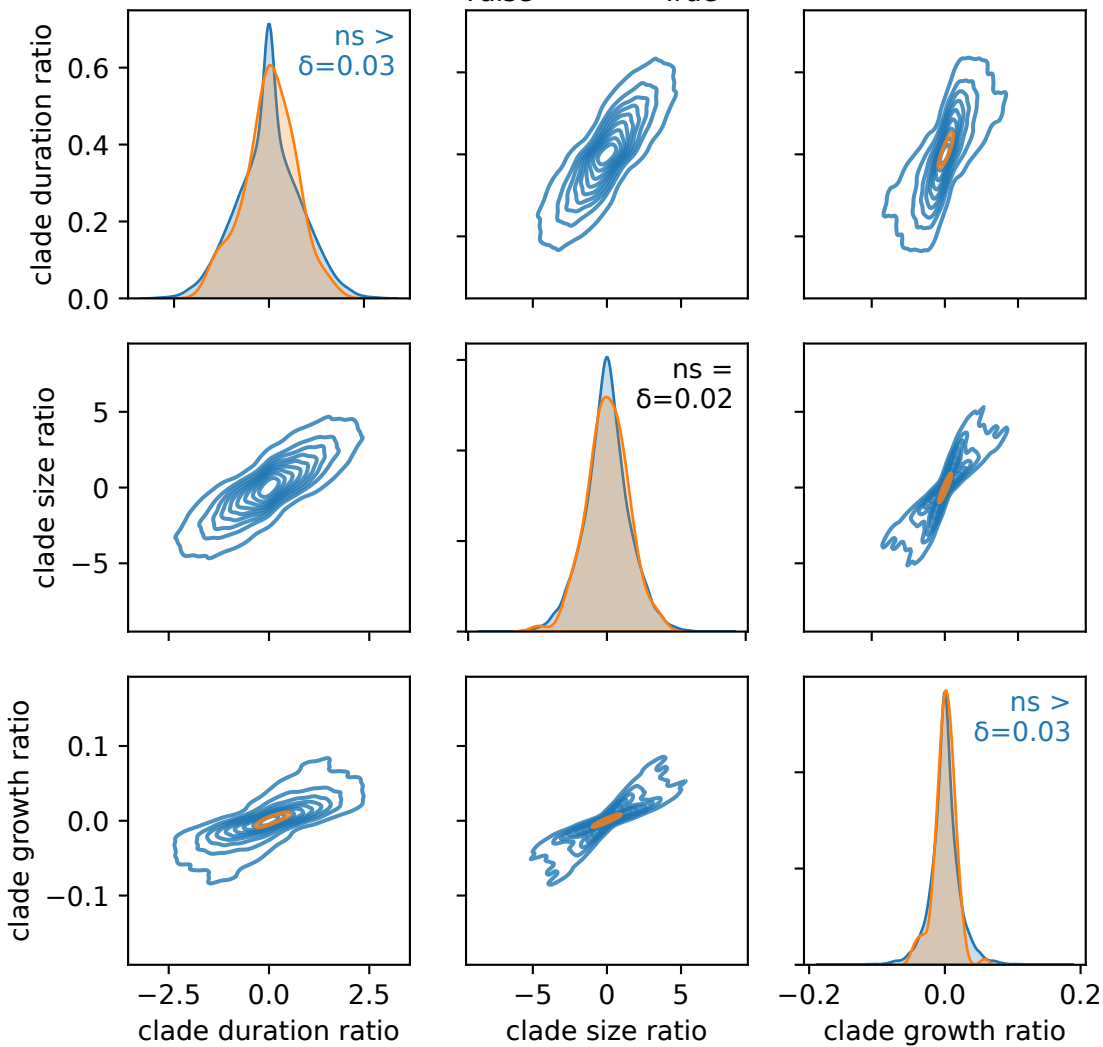 clade duration ratio
0.6
0.4
0.2
0.0
ns >
δ=0.03
clade size ratio
5
0
−5
ns =
δ=0.02
clade growth ratio
0.1
0.0
−0.1
ns >
δ=0.03
−2.5 0.0 2.5
−5 0 5
−0.2 0.0 0.2
clade duration ratio
clade size ratio
clade growth ratio